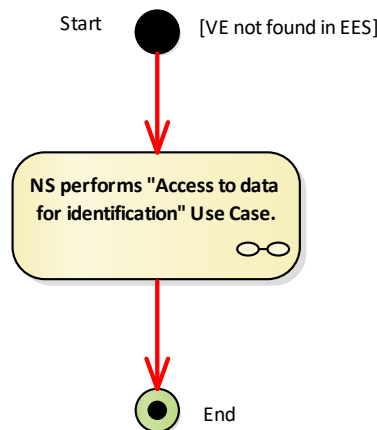 Start
[VE not found in EES]
NS performs "Access to data
for identification" Use Case.
End